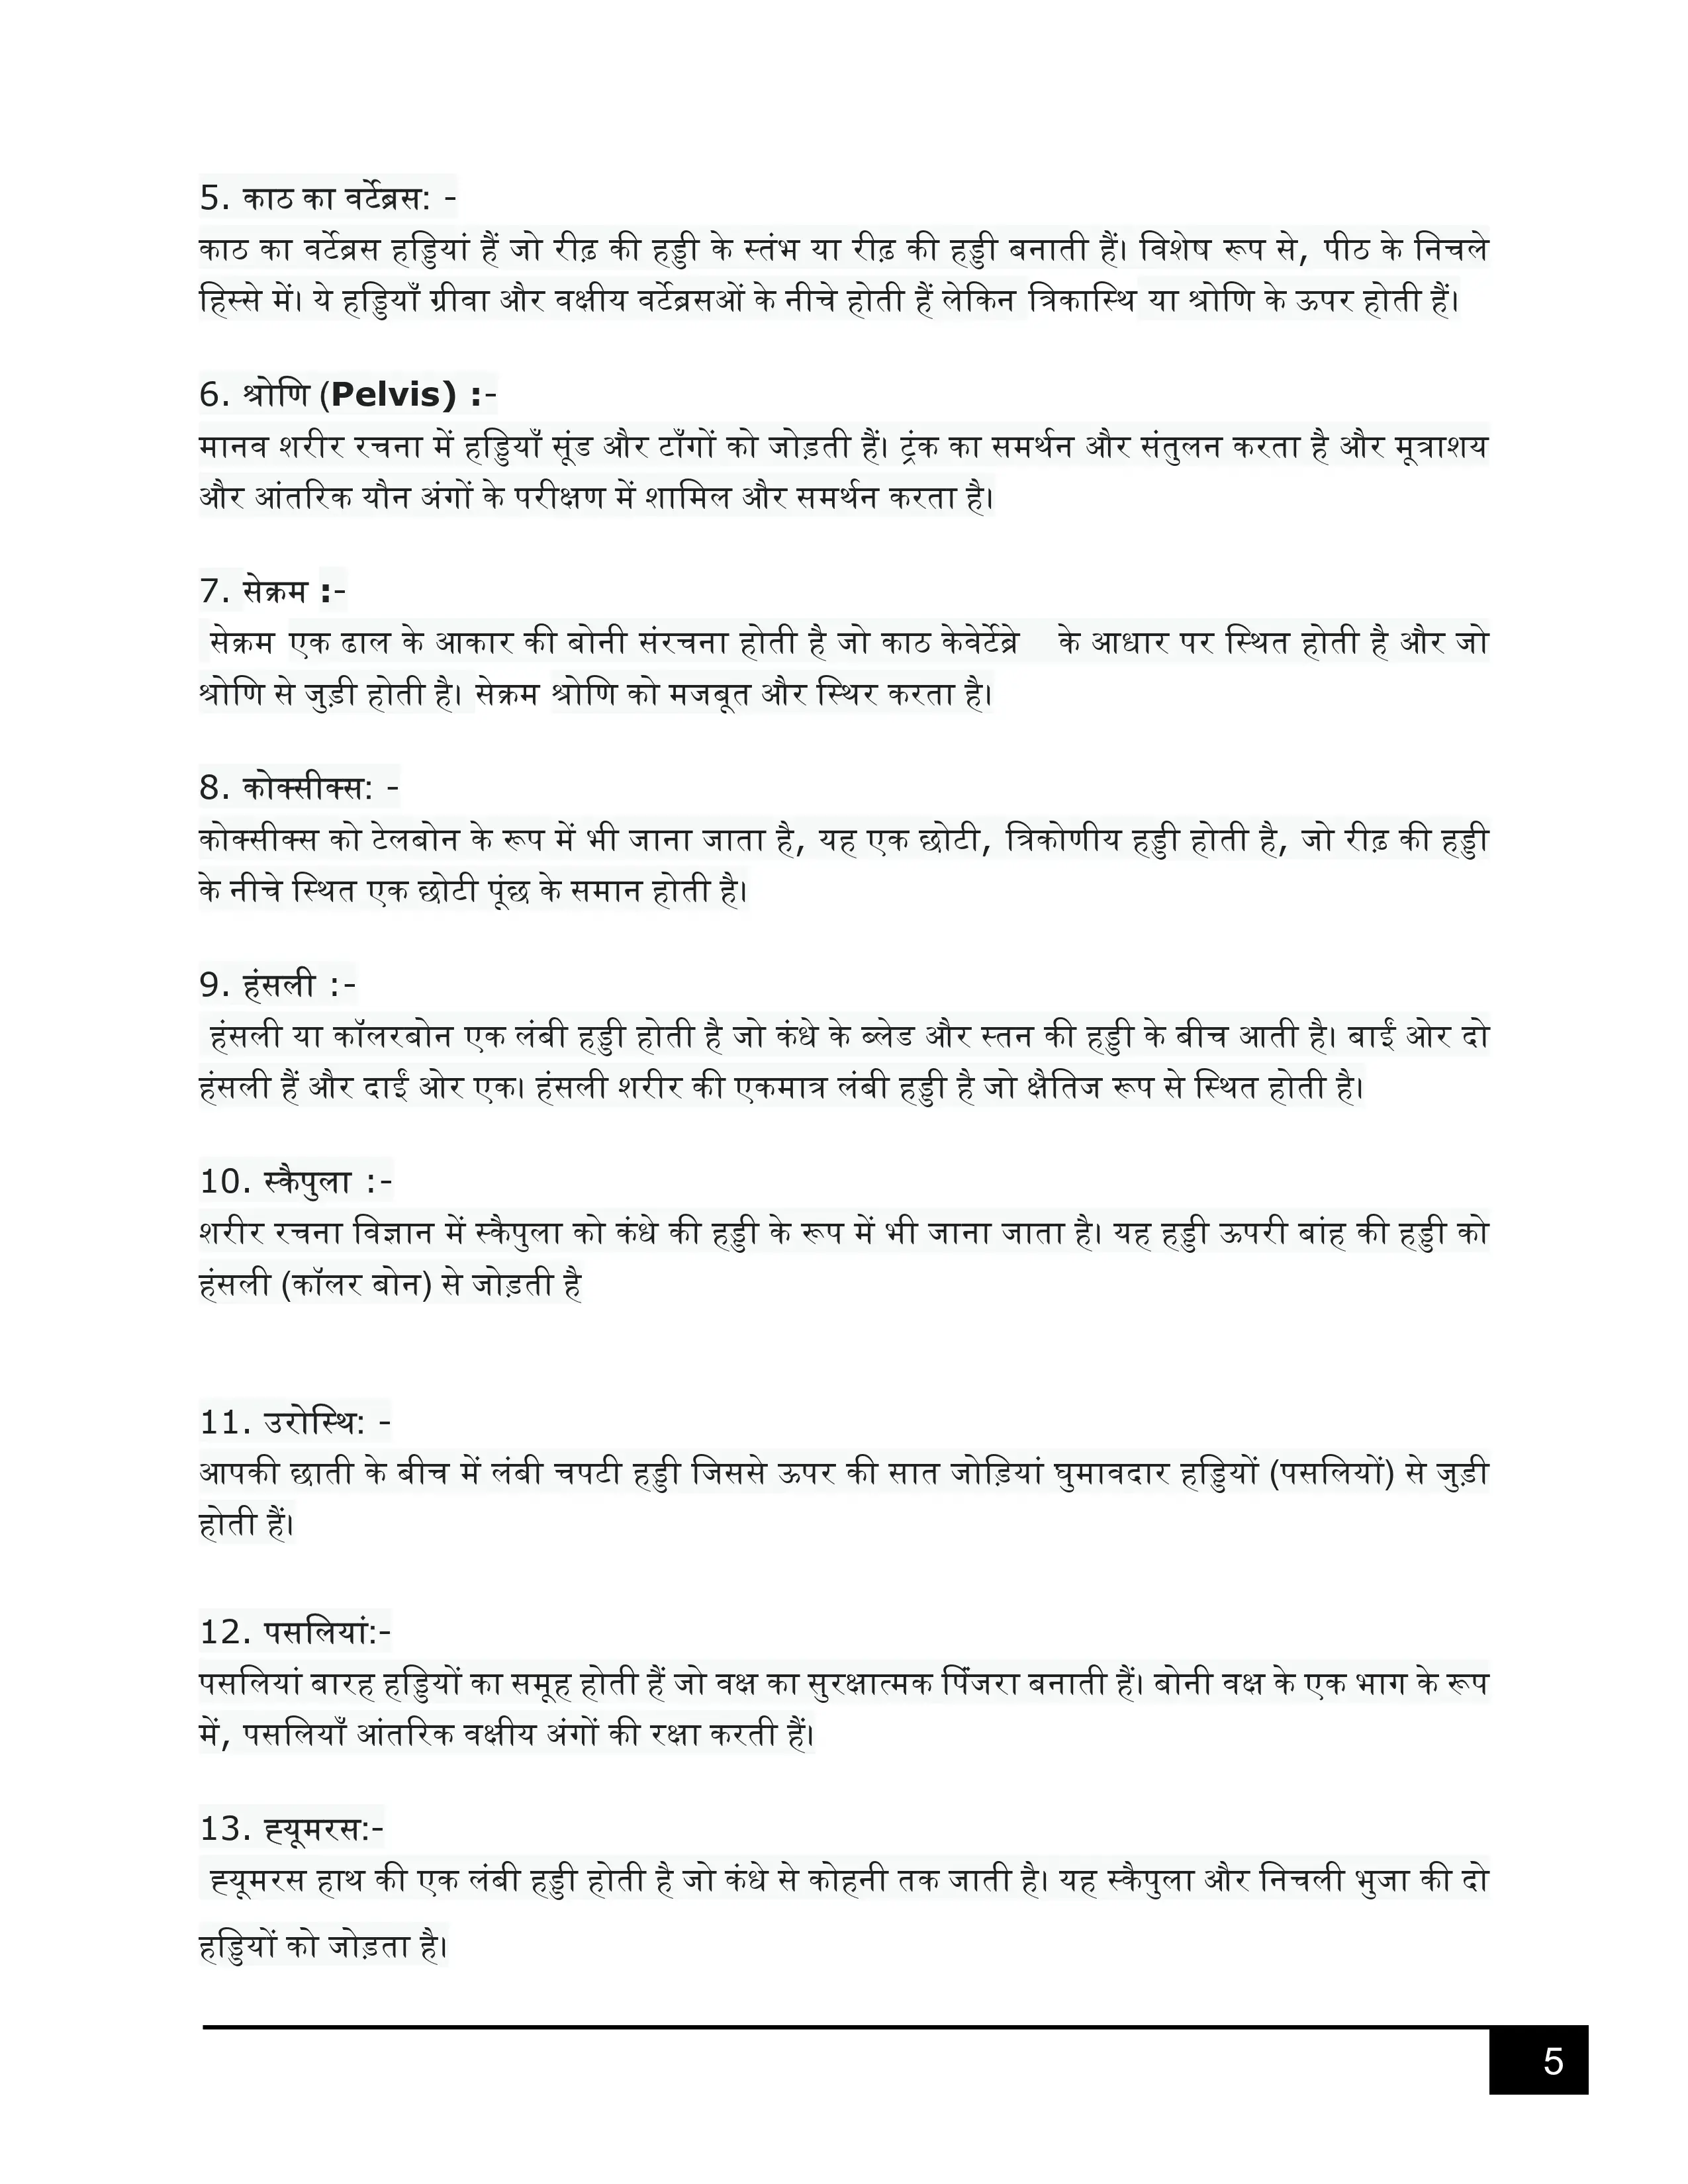 5. काठ का वर्टेब्रसः -
काठ का वर्टेब्रस हड्डियां हैं जो रीढ़ की हड्डी के स्तंभ या रीढ़ की हड्डी बनाती हैं। विशेष रूप से, पीठ के निचले
हिस्से में। ये हड्डियाँ ग्रीवा और वक्षीय वर्टेब्रसओं के नीचे होती हैं लेकिन त्रिकास्थि या श्रोणि के ऊपर होती हैं।
6. श्रोणि (Pelvis) :-
मानव शरीर रचना में हड्डियाँ सूंड और टाँगों को जोड़ती हैं। ट्रंक का समर्थन और संतुलन करता है और मूत्राशय
और आंतरिक यौन अंगों के परीक्षण में शामिल और समर्थन करता है।
7. सेक्रम :-
सेक्रम एक ढाल के आकार की बोनी संरचना होती है जो काठ केवेर्टेब्रे के आधार पर स्थित होती है और जो
श्रोणि से जुड़ी होती है। सेक्रम श्रोणि को मजबूत और स्थिर करता है।
8. कोक्सीक्सः -
कोक्सीक्स को टेलबोन के रूप में भी जाना जाता है, यह एक छोटी, त्रिकोणीय हड्डी होती है, जो रीढ़ की हड्डी
के नीचे स्थित एक छोटी पूंछ के समान होती है।
9. हंसली :-
हंसली या कॉलरबोन एक लंबी हड्डी होती है जो कंधे के ब्लेड और स्तन की हड्डी के बीच आती है। बाईं ओर दो
हंसली हैं और दाईं ओर एक। हंसली शरीर की एकमात्र लंबी हड्डी है जो क्षैतिज रूप से स्थित होती है।
10. स्कैपुला :-
शरीर रचना विज्ञान में स्कैपुला को कंधे की हड्डी के रूप में भी जाना जाता है। यह हड्डी ऊपरी बांह की हड्डी को
हंसली (कॉलर बोन) से जोड़ती है
11. उरोस्थिः -
आपकी छाती के बीच में लंबी चपटी हड्डी जिससे ऊपर की सात जोड़ियां घुमावदार हड्डियों (पसलियों) से जुड़ी
होती हैं।
12. पसलियांः-
पसलियां बारह हड्डियों का समूह होती हैं जो वक्ष का सुरक्षात्मक पिंजरा बनाती हैं। बोनी वक्ष के एक भाग के रूप
में, पसलियाँ आंतरिक वक्षीय अंगों की रक्षा करती हैं।
13. ह्यूमरसः-
ह्यूमरस हाथ की एक लंबी हड्डी होती है जो कंधे से कोहनी तक जाती है। यह स्कैपुला और निचली भुजा की दो
हड्डियों को जोड़ता है।
5